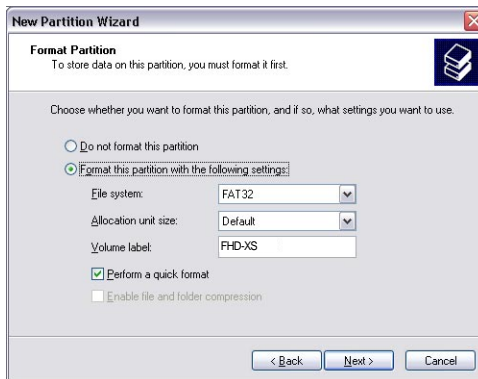 New Partition Wizard
Format Partition
To store data on this partition, you must format it first.
Choose whether you want to format this partition, and if so, what settings you want to use.
Do not format this partition
Format this partition with the following settings:
File system: FAT32
Allocation unit size: Default
Volume label: FHD-XS
Perform a quick format
Enable file and folder compression
< Back Next > Cancel